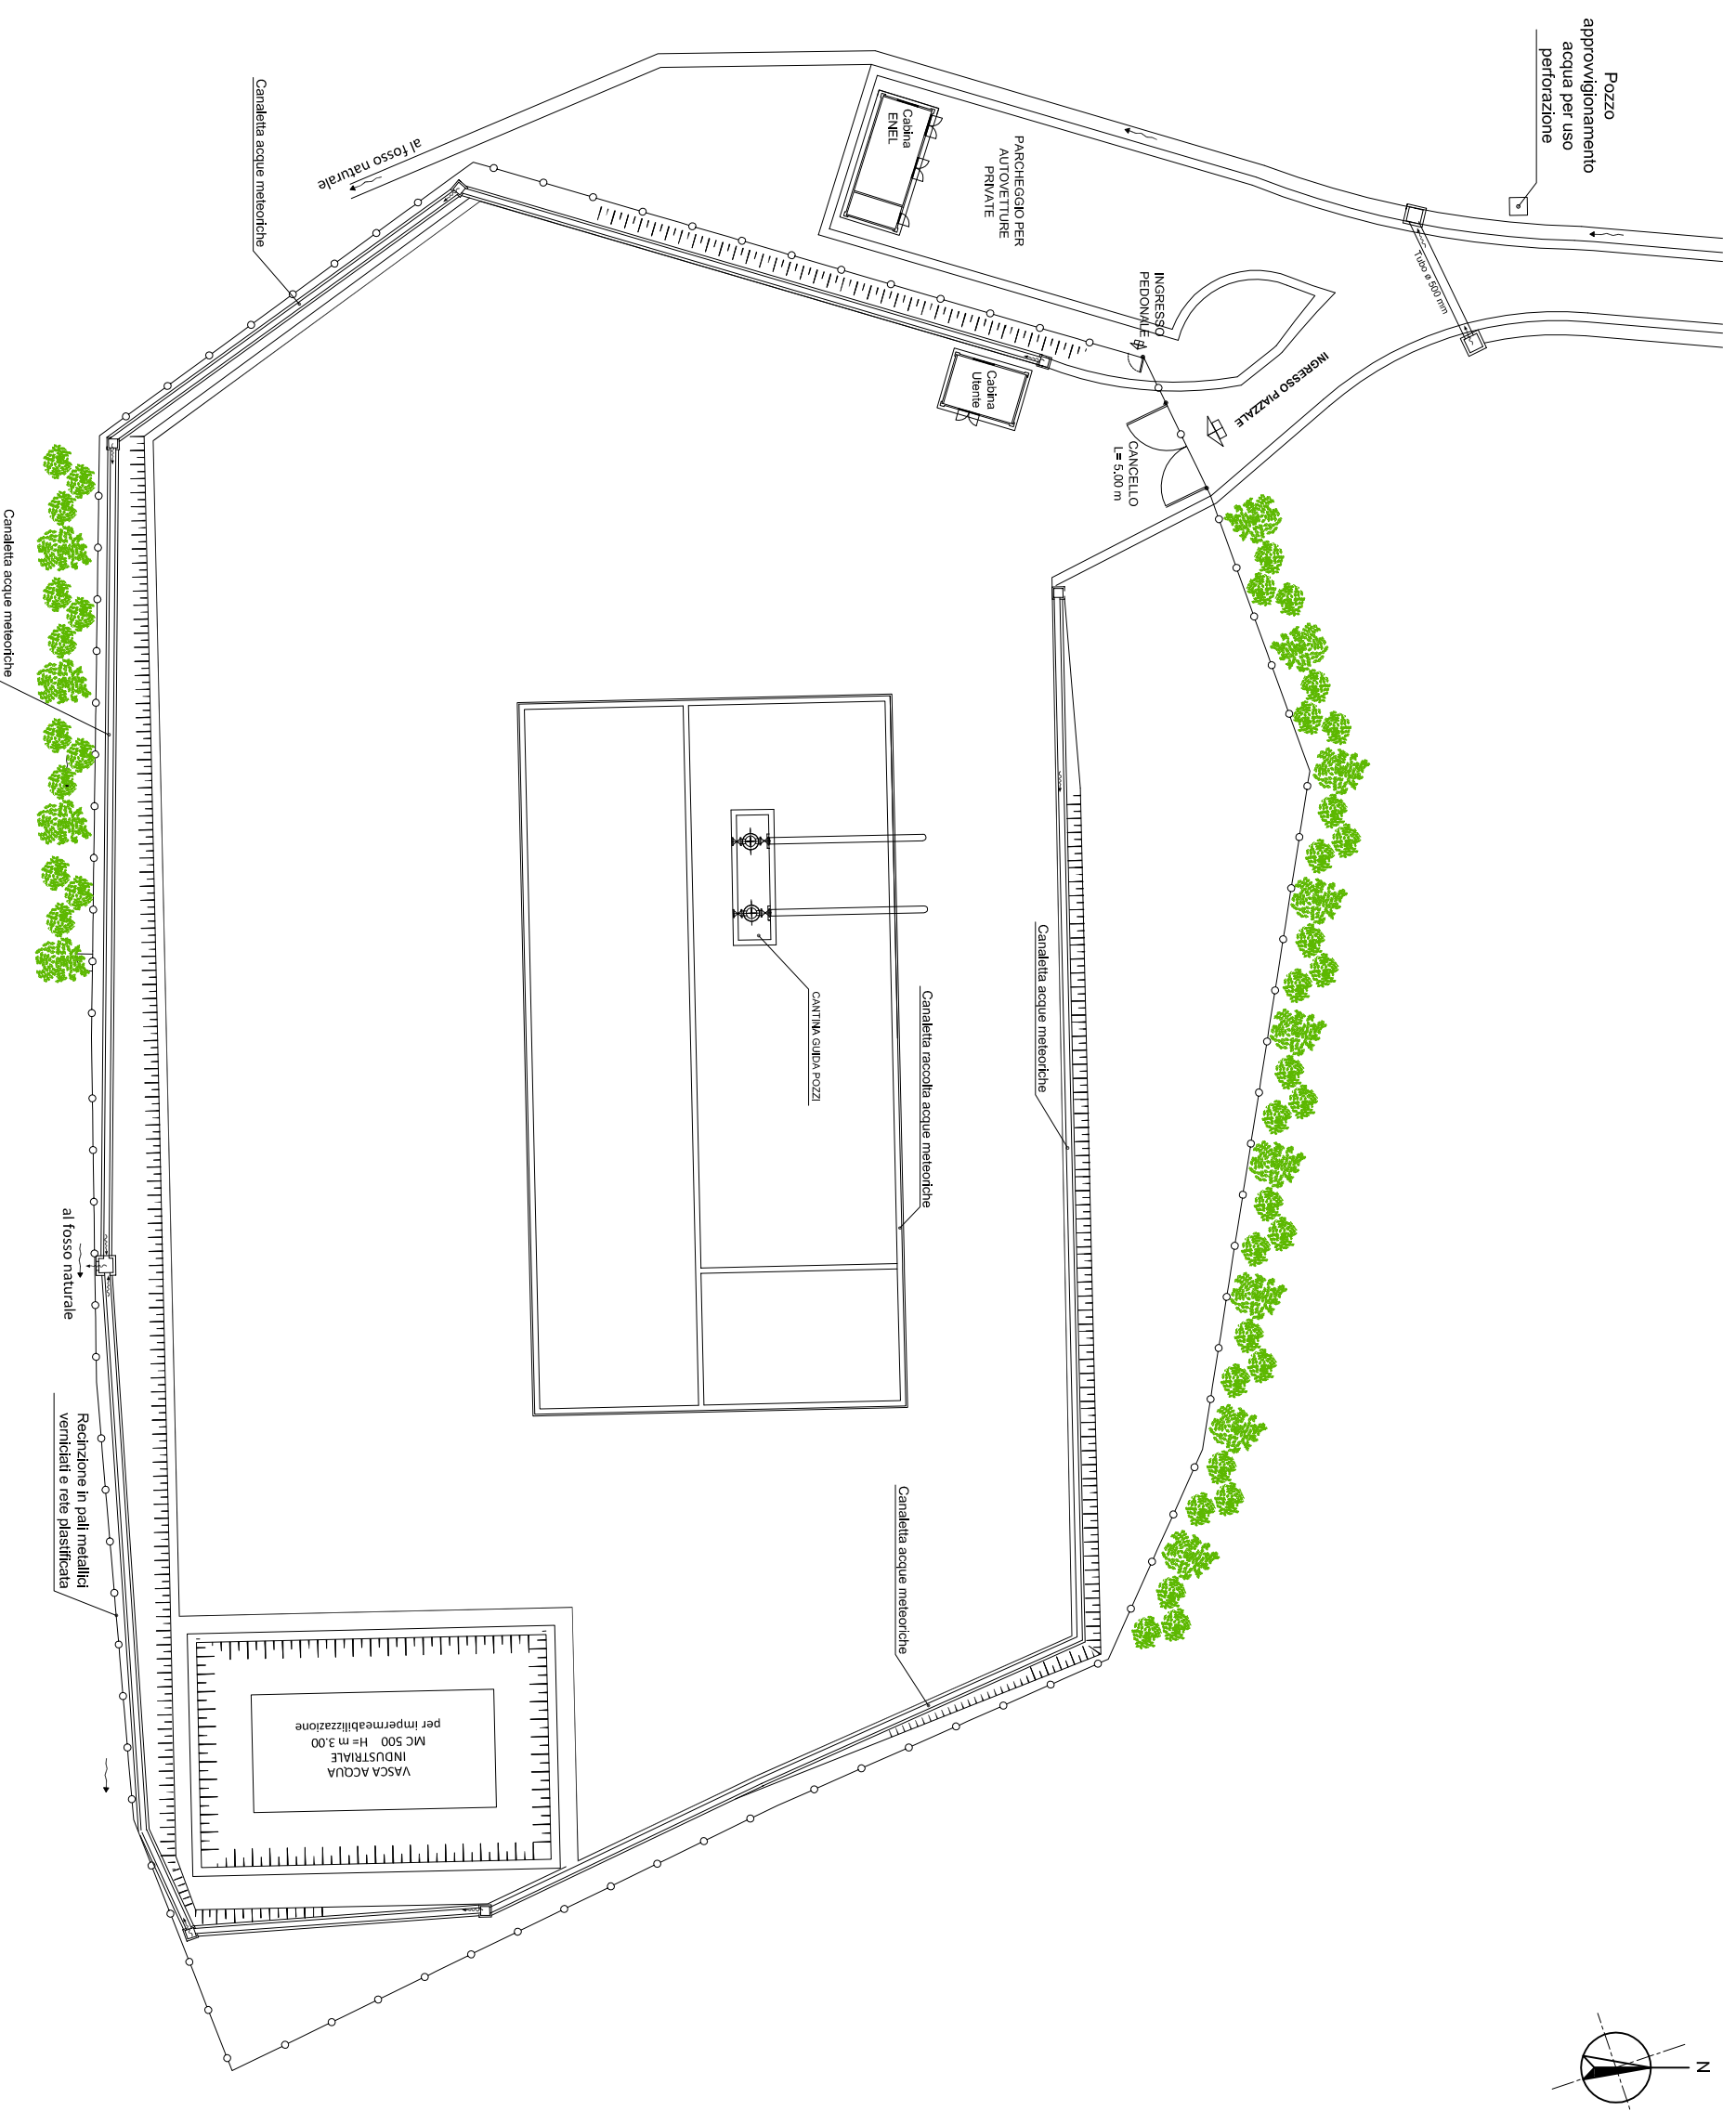 Pozzo
approvvigionamento
acqua per uso
perforazione
Tubo ø 500 mm
Cabina
ENEL
PARCHEGGIO PER
AUTOVETTURE
PRIVATE
INGRESSO
PEDONALE
INGRESSO PIAZZALE
CANCELLO
L= 5,00 m
Cabina
Utente
al fosso naturale
Canaletta acque meteoriche
Canaletta acque meteoriche
Canaletta acque meteoriche
Canaletta raccolta acque meteoriche
CANTINA GUIDA POZZI
Canaletta acque meteoriche
al fosso naturale
Recinzione in pali metallici
verniciati e rete plastificata
VASCA ACQUA
INDUSTRIALE
MC 500 H= m 3.00
per impermeabilizzazione
N